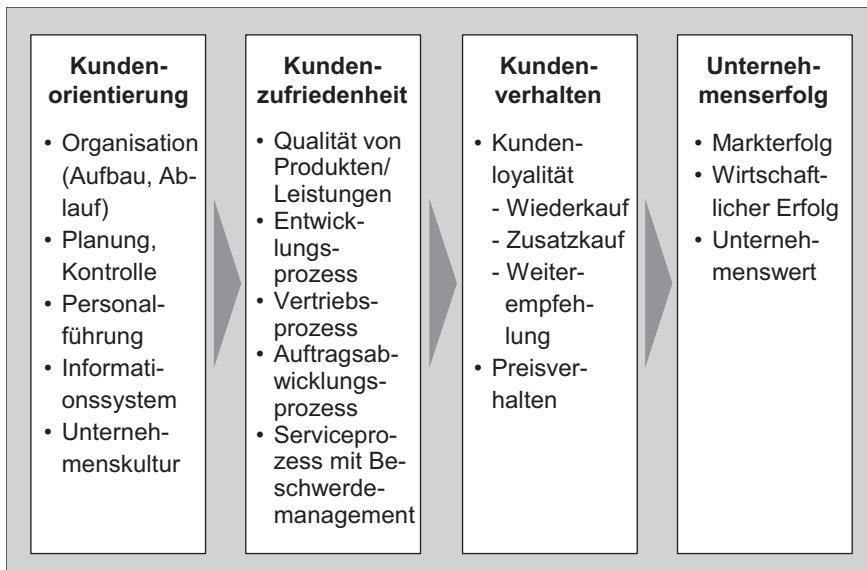 Kunden-
orientierung
• Organisation
(Aufbau, Ab-
lauf)
• Planung,
Kontrolle
• Personal-
führung
• Informati-
onssystem
• Unterneh-
menskultur
Kunden-
zufriedenheit
• Qualität von
Produkten/
Leistungen
• Entwick-
lungs-
prozess
• Vertriebs-
prozess
• Auftragsab-
wicklungs-
prozess
• Servicepro-
zess mit Be-
schwerde-
management
Kunden-
verhalten
• Kunden-
loyalität
- Wiederkauf
- Zusatzkauf
- Weiter-
empfeh-
lung
• Preisver-
halten
Unterneh-
menserfolg
• Markterfolg
• Wirtschaft-
licher Erfolg
• Unterneh-
menswert